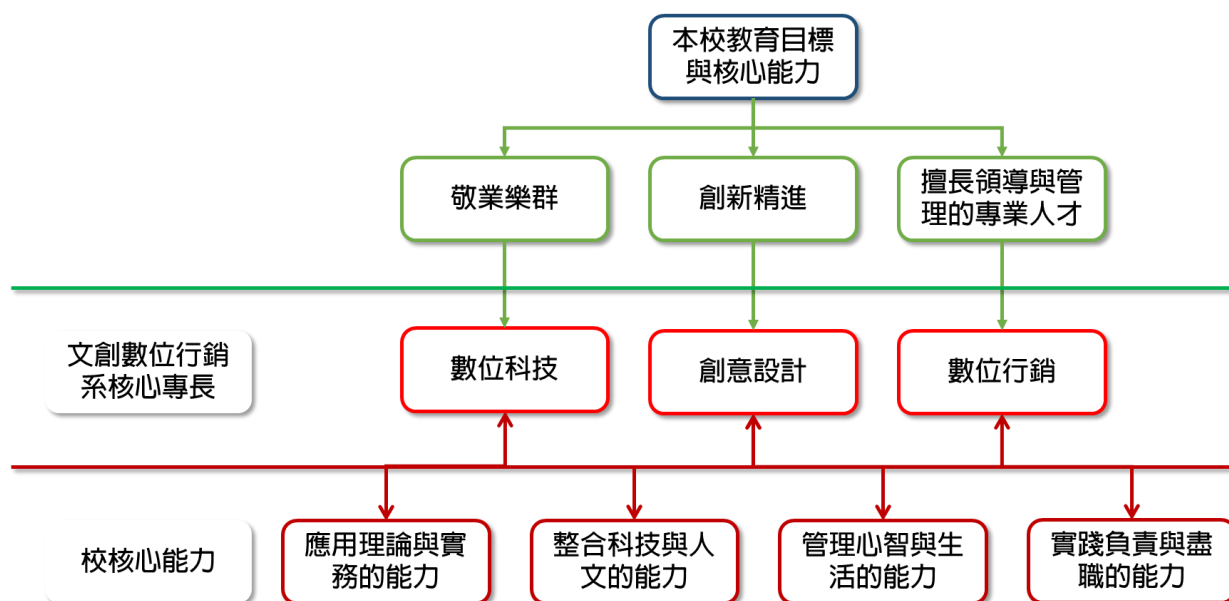 本校教育目標
與核心能力
敬業樂群
創新精進
擅長領導與管
理的專業人才
文創數位行銷
系核心專長
數位科技
創意設計
數位行銷
校核心能力
應用理論與實
務的能力
整合科技與人
文的能力
管理心智與生
活的能力
實踐負責與盡
職的能力